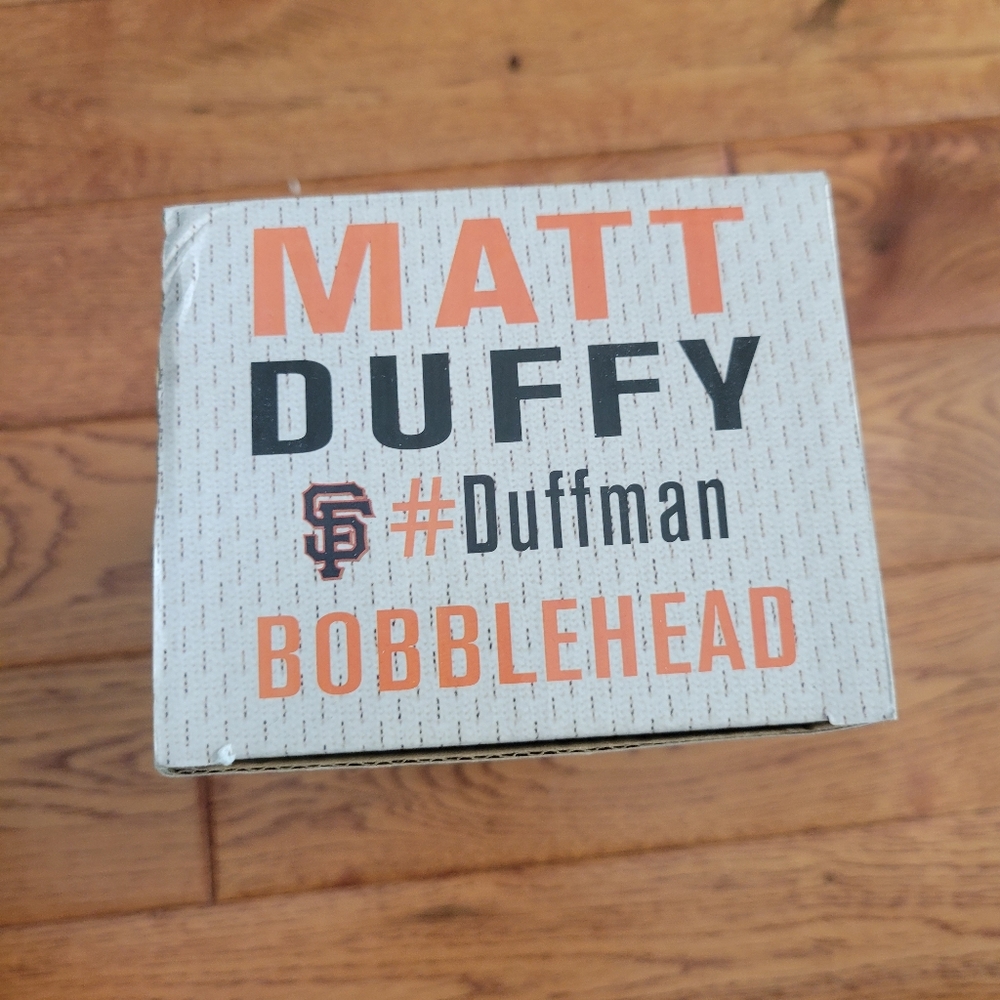 MATT
DUFFY
SF #Duffman
BOBBLEHEAD